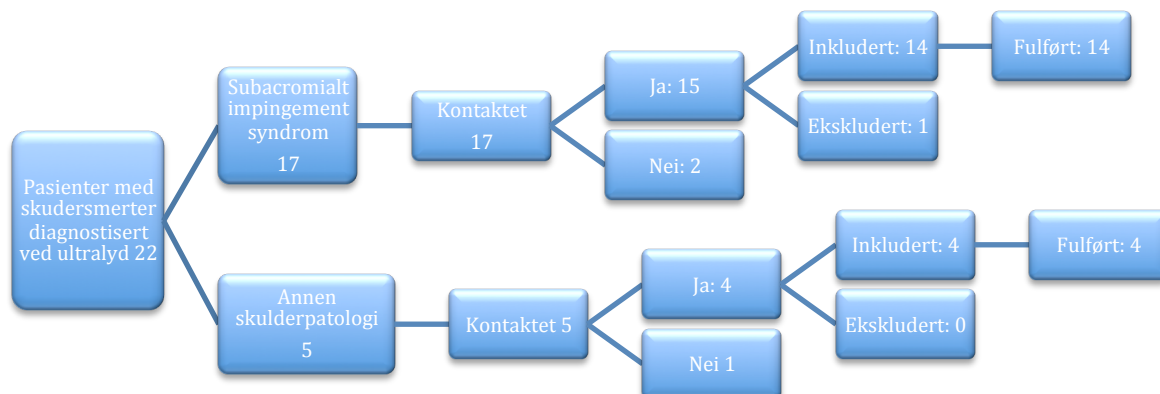 Pasienter med
skudersmerter
diagnostisert
ved ultralyd 22
Subacromialt
impingement
syndrom
17
Kontaktet
17
Ja: 15
Nei: 2
Inkludert: 14
Ekskludert: 1
Fulført: 14
Annen
skulderpatologi
5
Kontaktet 5
Ja: 4
Nei 1
Inkludert: 4
Ekskludert: 0
Fulført: 4